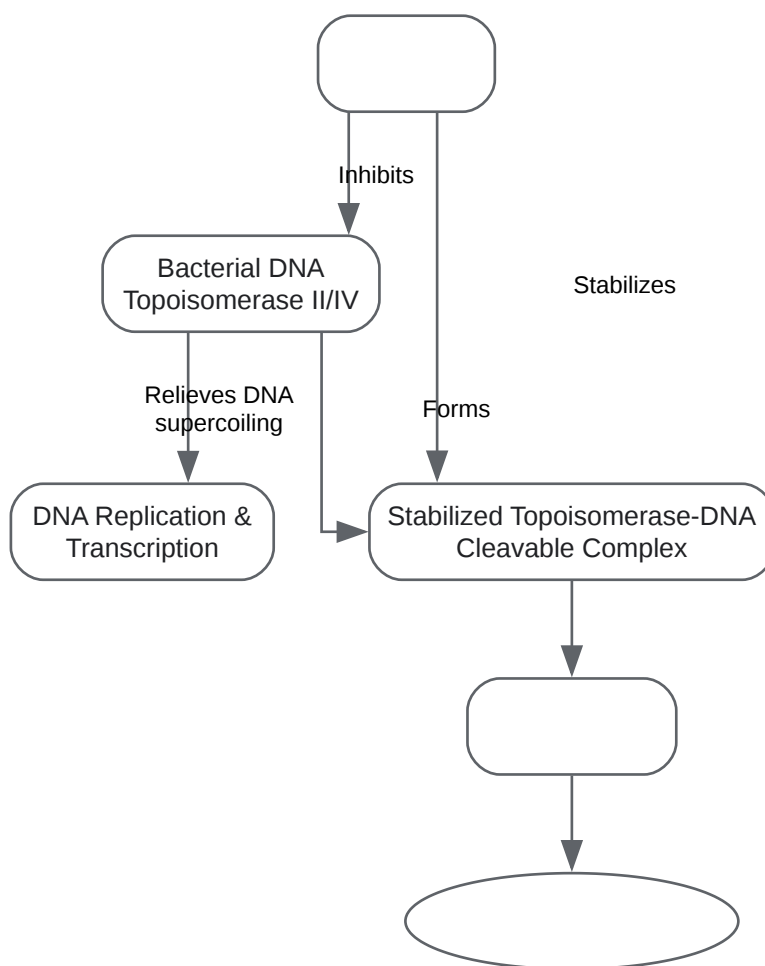 Inhibits
Bacterial DNA
Topoisomerase II/IV
Stabilizes
Relieves DNA
supercoiling
Forms
DNA Replication &
Transcription
Stabilized Topoisomerase-DNA
Cleavable Complex